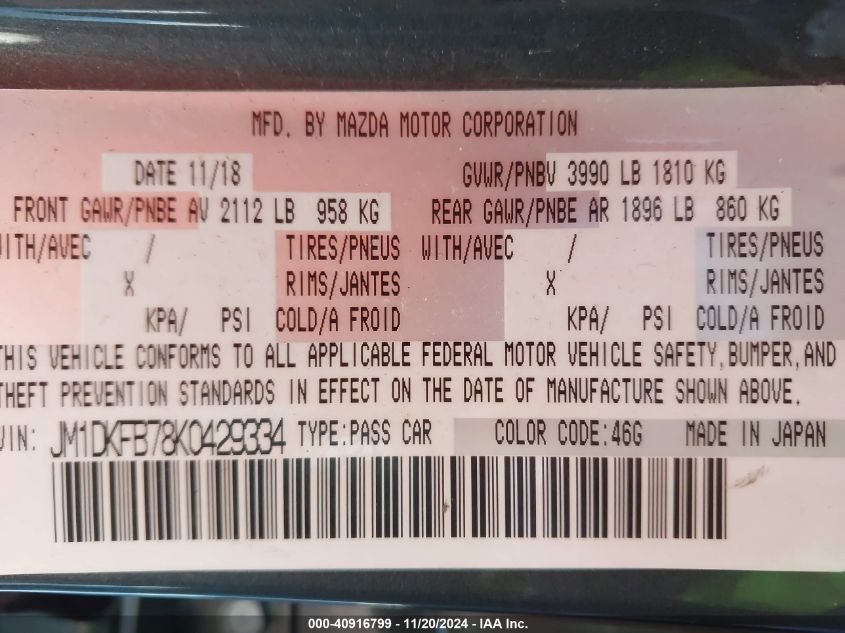 MFD. BY MAZDA MOTOR CORPORATION
DATE 11/18 GVWR/PNBV 3990 LB 1810 KG
FRONT GAWR/PNBE AV 2112 LB 958 KG REAR GAWR/PNBE AR 1896 LB 860 KG
WITH/AVEC / TIRES/PNEUS WITH/AVEC / TIRES/PNEUS
X RIMS/JANTES X RIMS/JANTES
KPA/ PSI COLD/A FROID KPA/ PSI COLD/A FROID
THIS VEHICLE CONFORMS TO ALL APPLICABLE FEDERAL MOTOR VEHICLE SAFETY, BUMPER, AND
THEFT PREVENTION STANDARDS IN EFFECT ON THE DATE OF MANUFACTURE SHOWN ABOVE.
VIN: JM1DKFB78K0429334 TYPE:PASS CAR COLOR CODE:46G MADE IN JAPAN
000-40916799 - 11/20/2024 - IAA Inc.